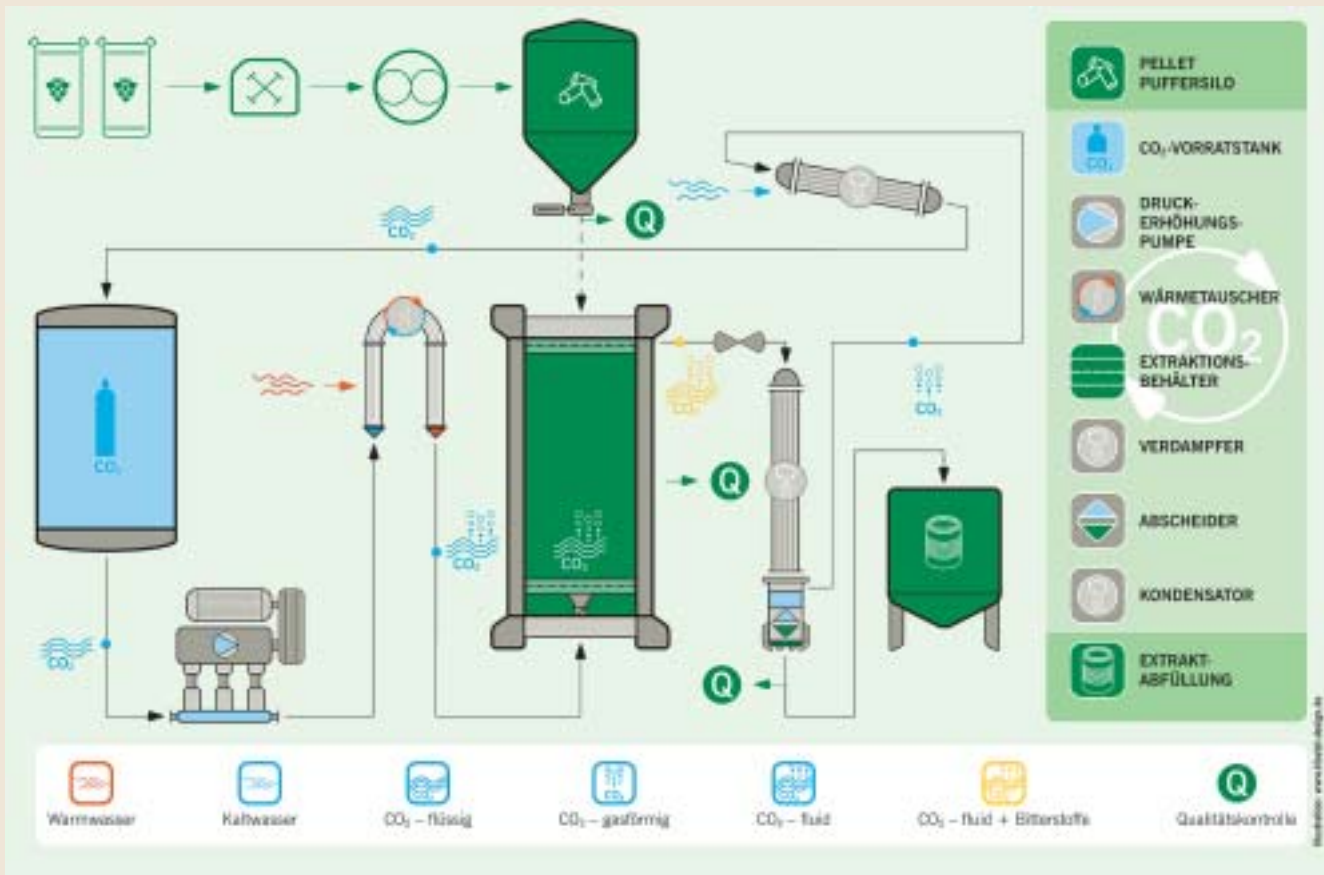 PELLET
PUFFERSILO
CO₂-VORRATSTANK
DRUCK-
ERHÖHUNGS-
PUMPE
WÄRMETAUSCHER
CO₂
EXTRAKTIONS-
BEHÄLTER
VERDAMPFER
ABSCHEIDER
KONDENSATOR
EXTRAKT-
ABFÜLLUNG
CO₂
Q
CO₂
CO₂
CO₂
CO₂
Q
CO₂
CO₂
CO₂
Q
Warmwasser
Kaltwasser
CO₂ – flüssig
CO₂ – gasförmig
CO₂ – fluid
CO₂ – fluid + Bitterstoffe
Q
Qualitätskontrolle